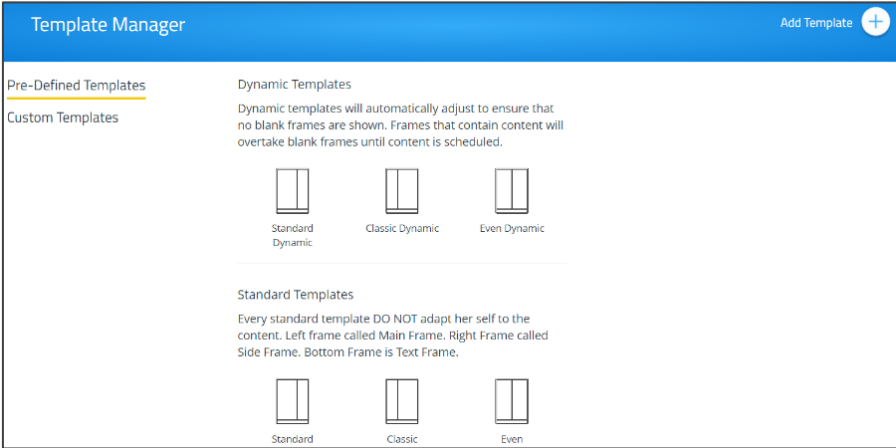 Template Manager
Add Template
Pre-Defined Templates
Custom Templates
Dynamic Templates
Dynamic templates will automatically adjust to ensure that
no blank frames are shown. Frames that contain content will
overtake blank frames until content is scheduled.
Standard
Dynamic
Classic Dynamic
Even Dynamic
Standard Templates
Every standard template DO NOT adapt her self to the
content. Left frame called Main Frame. Right Frame called
Side Frame. Bottom Frame is Text Frame.
Standard
Classic
Even